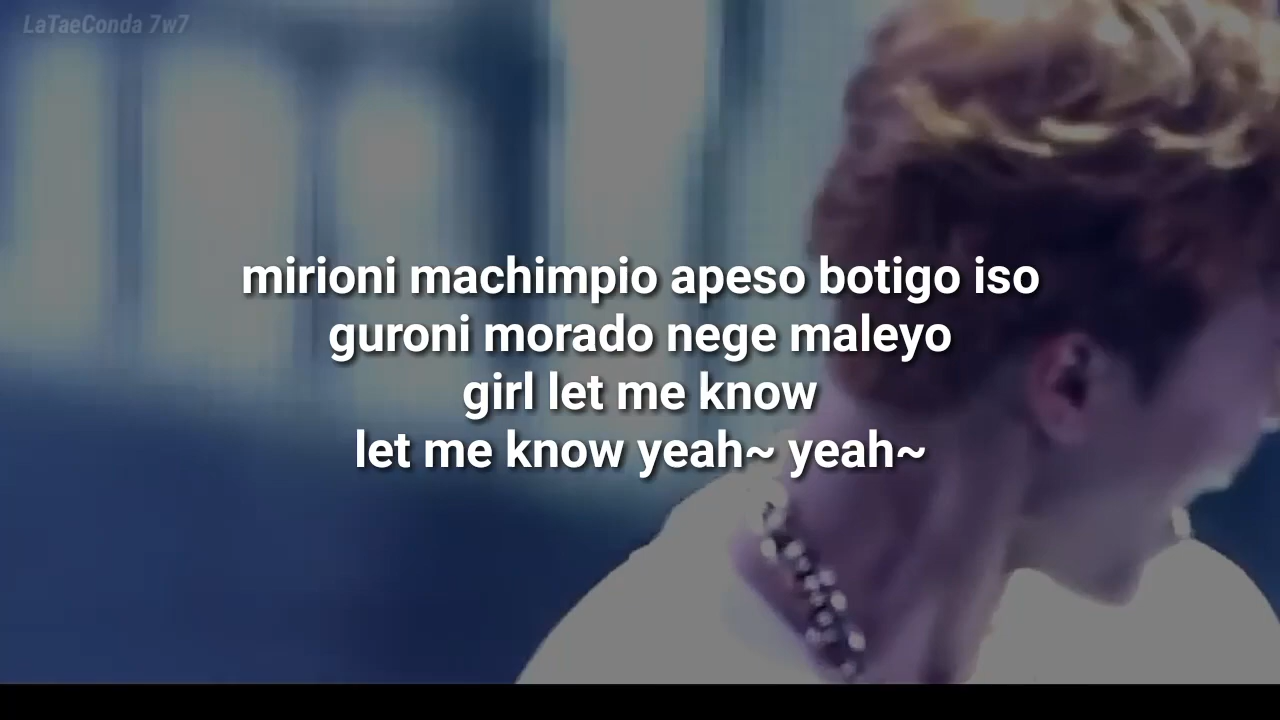 LaTaeConda 7w7
mirioni machimpio apeso botigo iso
guroni morado nege maleyo
girl let me know
let me know yeah~ yeah~